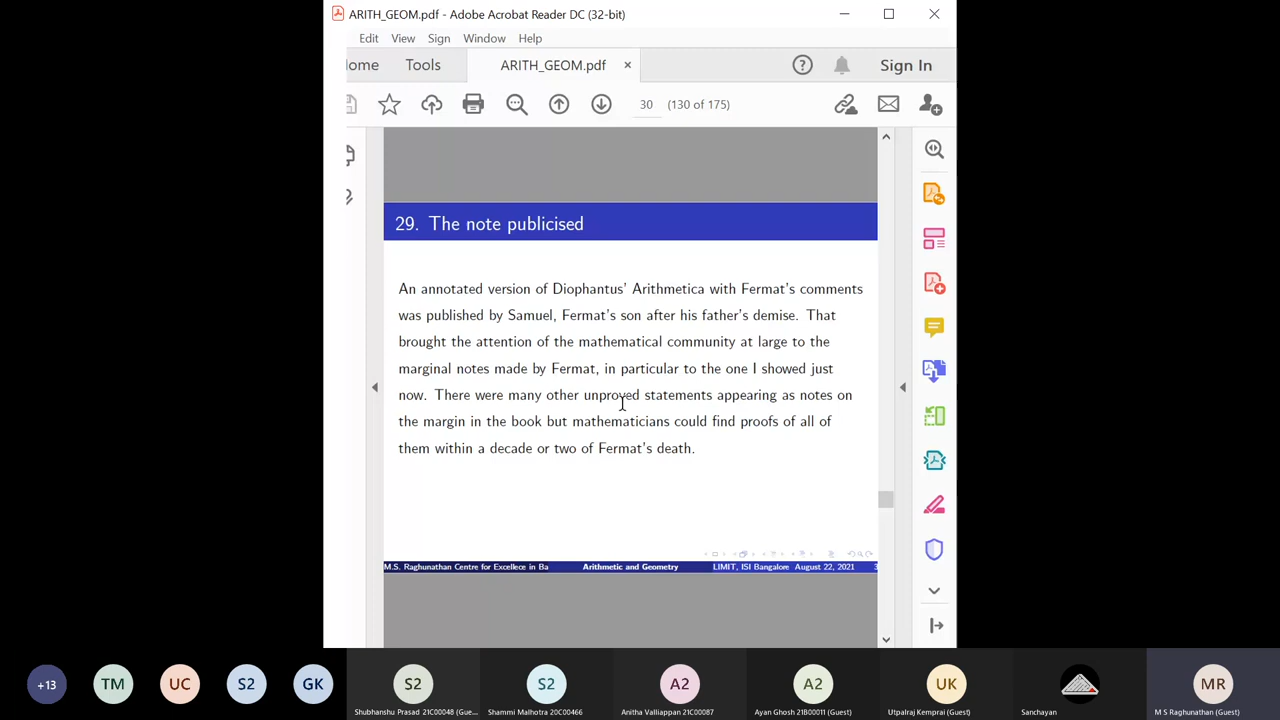 ARITH_GEOM.pdf - Adobe Acrobat Reader DC (32-bit)
Edit View Sign Window Help
ome Tools ARITH_GEOM.pdf × Sign In
30 (130 of 175)
29. The note publicised
An annotated version of Diophantus' Arithmetica with Fermat's comments
was published by Samuel, Fermat's son after his father's demise. That
brought the attention of the mathematical community at large to the
marginal notes made by Fermat, in particular to the one I showed just
now. There were many other unproved statements appearing as notes on
the margin in the book but mathematicians could find proofs of all of
them within a decade or two of Fermat's death.
M.S. Raghunathan Centre for Excellece in Ba Arithmetic and Geometry LIMIT, ISI Bangalore August 22, 2021 3
+13 TM UC S2 GK S2 S2 A2 A2 UK MR
Shubhanshu Prasad 21C00048 (Gue... Shammi Malhotra 20C00466 Anitha Valliappan 21C00087 Ayan Ghosh 21B00011 (Guest) Utpalraj Kemprai (Guest) Sanchayan M S Raghunathan (Guest)